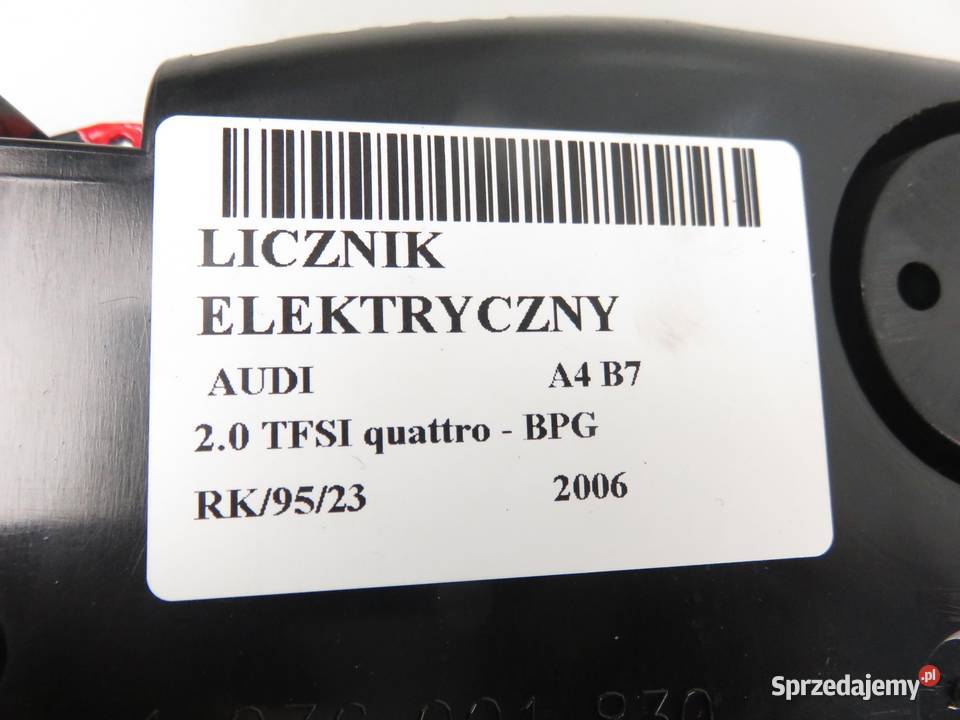 LICZNIK
ELEKTRYCZNY
AUDI A4 B7
2.0 TFSI quattro - BPG
RK/95/23 2006
Sprzedajemy.pl